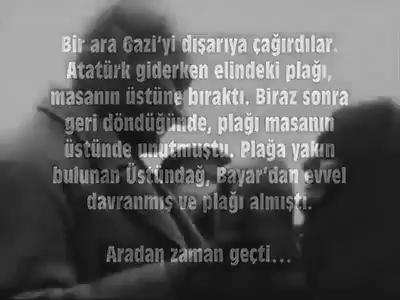 Bir ara Gazi'yi dışarıya çağırdılar.
Atatürk giderken elindeki plağı,
masanın üstüne bıraktı. Biraz sonra
geri döndüğünde, plağı masanın
üstünde unutmuştu. Plağa yakın
bulunan Üstündağ, Bayar'dan evvel
davranmış ve plağı almıştı.
Aradan zaman geçti...